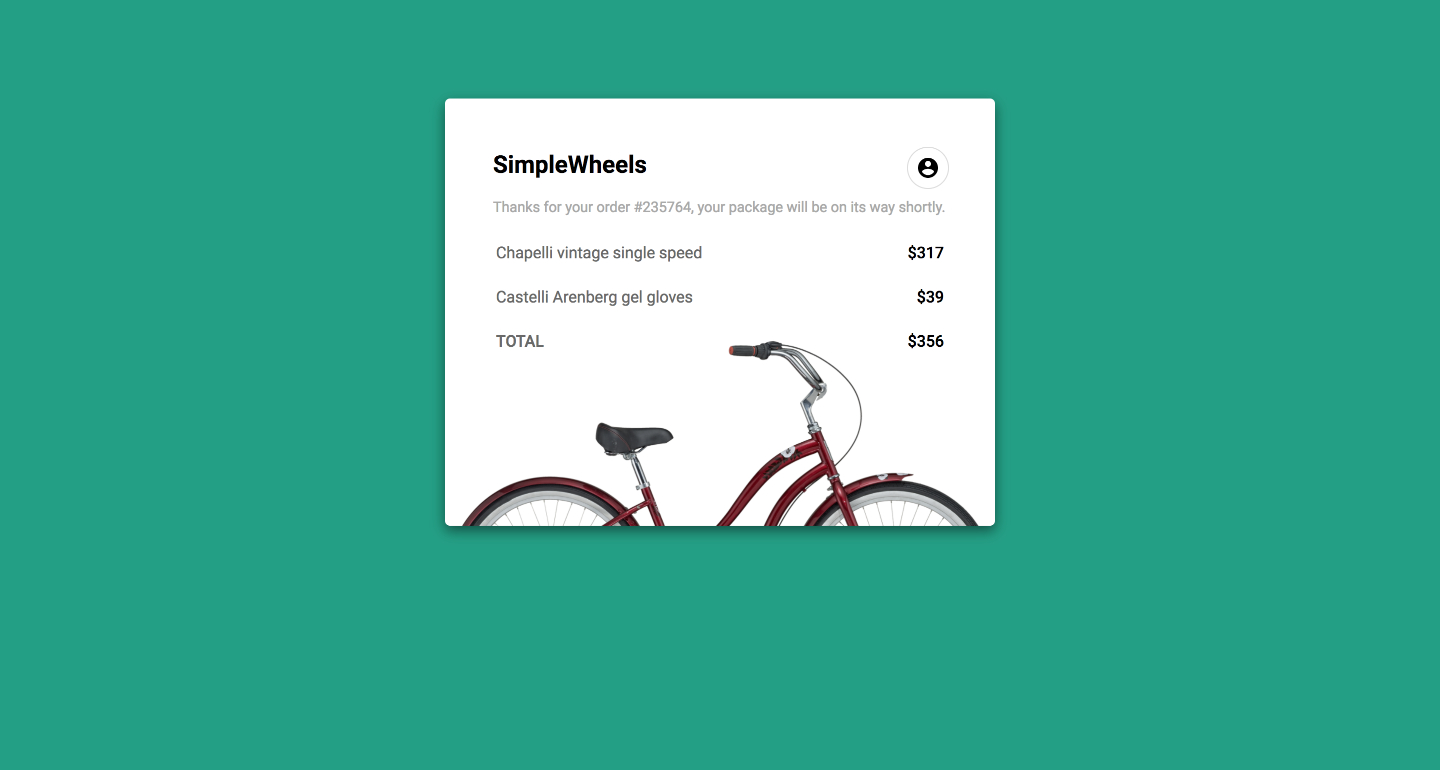 SimpleWheels
Thanks for your order #235764, your package will be on its way shortly.
Chapelli vintage single speed $317
Castelli Arenberg gel gloves $39
TOTAL $356